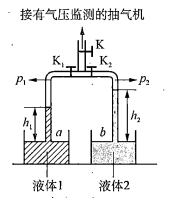 接有气压监测的抽气机
K
K₁ K₂
p₁ p₂
h₁ a b h₂
液体1 液体2